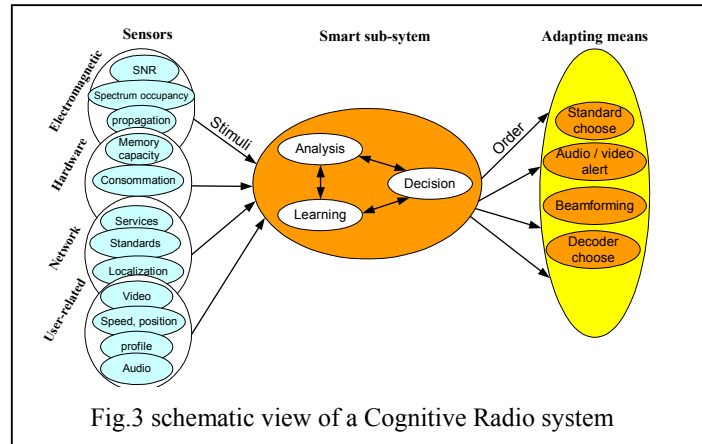 Sensors
Smart sub-sytem
Adapting means
Electromagnetic
SNR
Spectrum occupancy
propagation
Hardware
Memory
capacity
Consommation
Network
Services
Standards
Localization
User-related
Video
Speed, position
profile
Audio
Stimuli
Analysis
Decision
Learning
Order
Standard
choose
Audio / video
alert
Beamforming
Decoder
choose
Fig.3 schematic view of a Cognitive Radio system